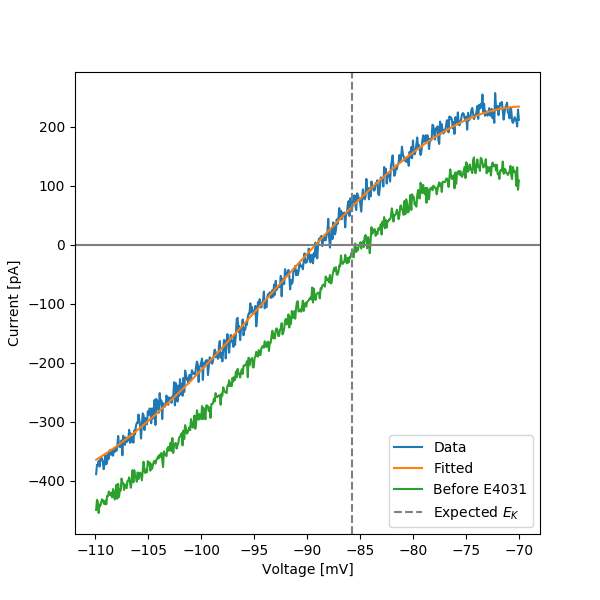 200
100
0
−100
−200
−300
−400
Current [pA]
−110 −105 −100 −95 −90 −85 −80 −75 −70
Voltage [mV]
Data
Fitted
Before E4031
Expected $E_K$